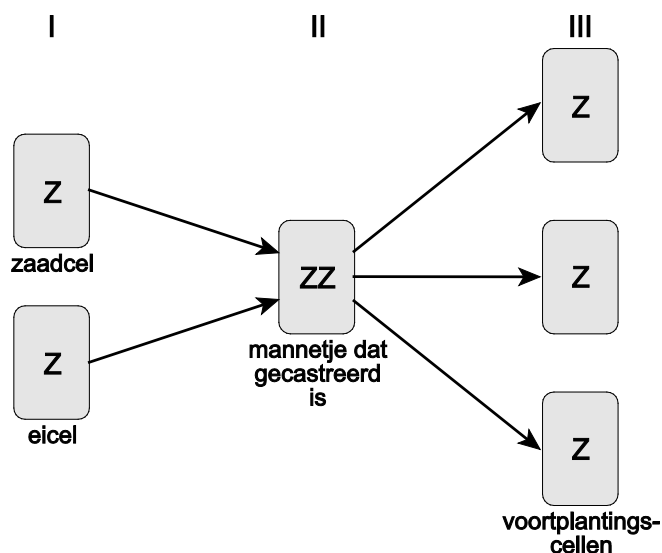 I II III
Z
zaadcel
Z
eicel
ZZ
mannetje dat
gecastreerd
is
Z
Z
Z
voortplantings-
cellen